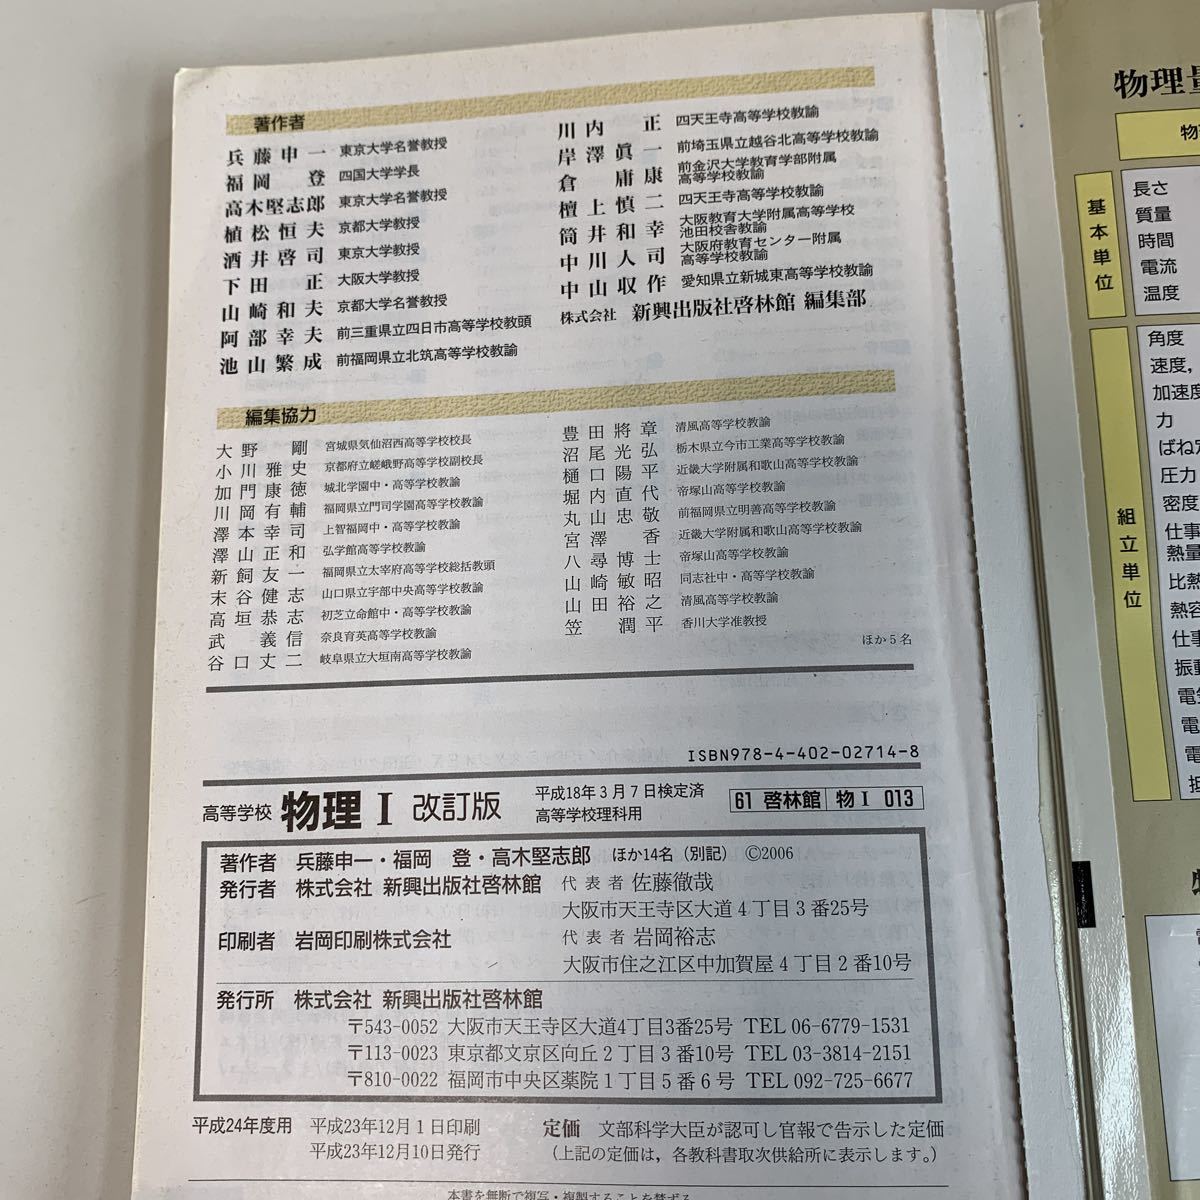 著作者
兵藤申一 東京大学名誉教授
福岡 登 四国大学学長
高木堅志郎 東京大学名誉教授
植松恒夫 京都大学教授
酒井啓司 東京大学教授
下田 正 大阪大学教授
山崎和夫 京都大学名誉教授
阿部幸夫 前三重県立四日市高等学校教頭
池山繁成 前福岡県立北筑高等学校教諭
川内 正 四天王寺高等学校教諭
岸澤眞一 前埼玉県立越谷北高等学校教諭
倉 庸康 前金沢大学教育学部附属
高等学校教諭
檀上慎二 四天王寺高等学校教諭
筒井和幸 大阪教育大学附属高等学校
池田校舎教諭
中川人司 大阪府教育センター附属
高等学校教諭
中山収作 愛知県立新城東高等学校教諭
株式会社 新興出版社啓林館 編集部
編集協力
大野 剛 宮城県気仙沼西高等学校校長
小川雅史 京都府立嵯峨野高等学校副校長
加門康徳 城北学園中・高等学校教諭
川岡有輔 福岡県立門司学園高等学校教諭
澤本幸司 上智福岡中・高等学校教諭
澤山正和 弘学館高等学校教諭
新飼友一 福岡県立太宰府高等学校総括教頭
末谷健志 山口県立宇部中央高等学校教諭
高垣恭志 初芝立命館中・高等学校教諭
武 義信 奈良育英高等学校教諭
谷口丈二 岐阜県立大垣南高等学校教諭
豊田將章 清風高等学校教諭
沼尾光弘 栃木県立今市工業高等学校教諭
樋口陽平 近畿大学附属和歌山高等学校教諭
堀内直代 帝塚山高等学校教諭
丸山忠敬 前福岡県立明善高等学校教諭
宮澤 香 近畿大学附属和歌山高等学校教諭
八尋博士 帝塚山高等学校教諭
山崎敏昭 同志社中・高等学校教諭
山田裕之 清風高等学校教諭
笠 潤平 香川大学准教授
ほか5名
ISBN978-4-402-02714-8
高等学校 物理Ⅰ 改訂版
平成18年3月7日検定済
高等学校理科用
61 啓林館 物Ⅰ 013
著作者 兵藤申一・福岡 登・高木堅志郎 ほか14名(別記) ©2006
発行者 株式会社 新興出版社啓林館 代表者 佐藤徹哉
大阪市天王寺区大道4丁目3番25号
印刷者 岩岡印刷株式会社 代表者 岩岡裕志
大阪市住之江区中加賀屋4丁目2番10号
発行所 株式会社 新興出版社啓林館
〒543-0052 大阪市天王寺区大道4丁目3番25号 TEL 06-6779-1531
〒113-0023 東京都文京区向丘2丁目3番10号 TEL 03-3814-2151
〒810-0022 福岡市中央区薬院1丁目5番6号 TEL 092-725-6677
平成24年度用 平成23年12月1日印刷
平成23年12月10日発行
定価 文部科学大臣が認可し官報で告示した定価
(上記の定価は，各教科書取次供給所に表示します。)
本書を無断で複写・複製することを禁ずる
物理量
物理
基本単位
長さ
質量
時間
電流
温度
組立単位
角度
速度，
加速度
力
ばね定
圧力
密度
仕事
熱量
比熱
熱容
仕事
振動
電気
電
電
抵